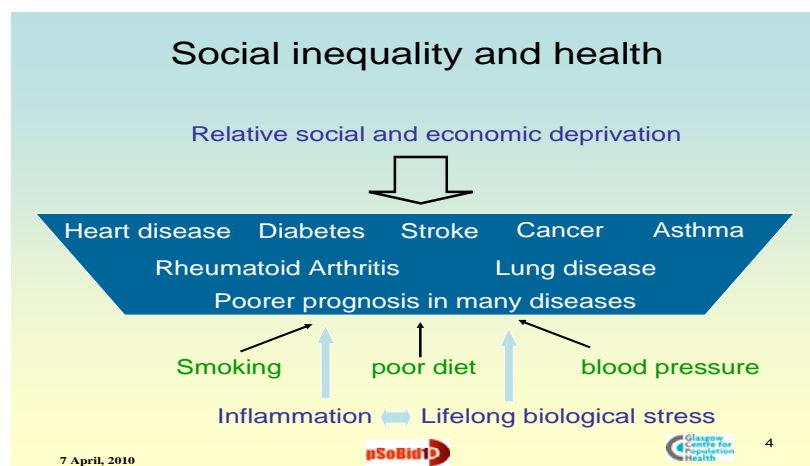 Social inequality and health
Relative social and economic deprivation
Heart disease Diabetes Stroke Cancer Asthma
Rheumatoid Arthritis Lung disease
Poorer prognosis in many diseases
Smoking poor diet blood pressure
Inflammation Lifelong biological stress
7 April, 2010
pSoBid
Glasgow
Centre for
Population
Health
4